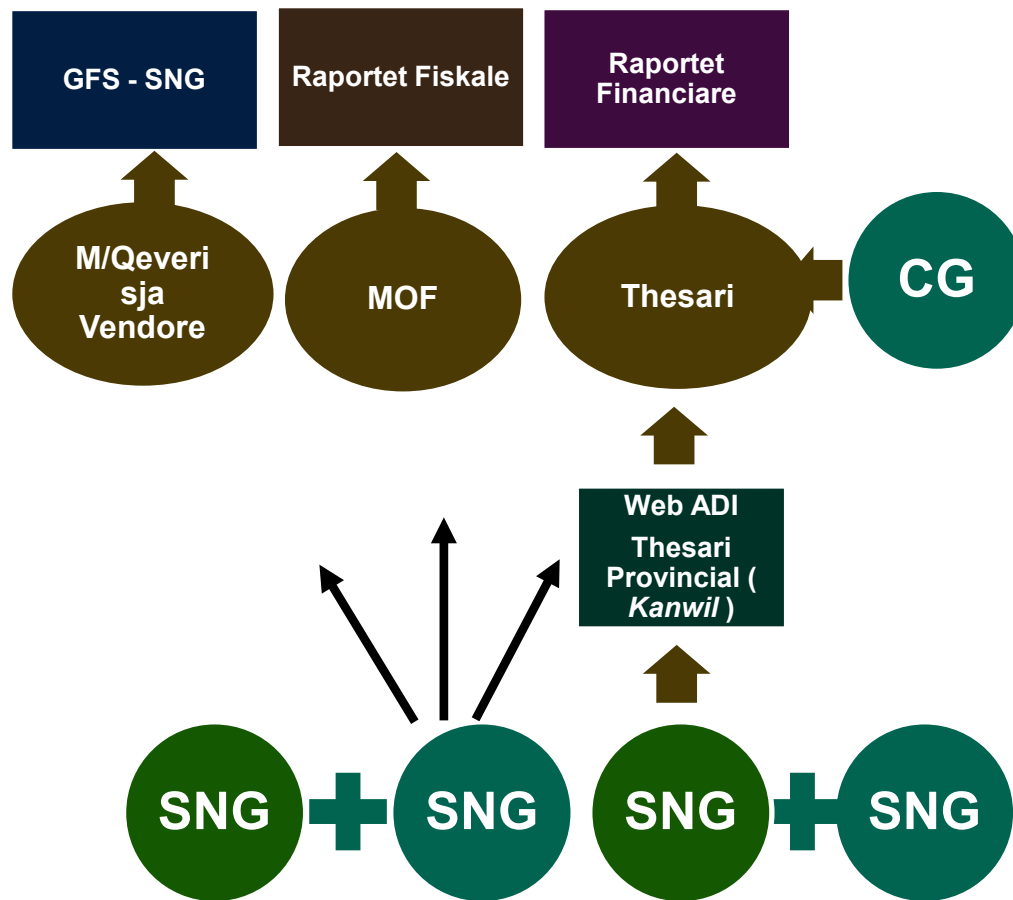 GFS - SNG
Raportet Fiskale
Raportet
Financiare
M/Qeveri
sja
Vendore
MOF
Thesari
CG
Web ADI
Thesari
Provincial (
Kanwil )
SNG
SNG
SNG
SNG